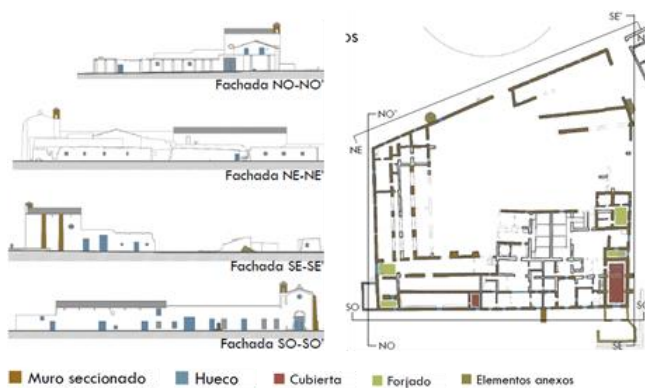 Fachada NO-NO'
Fachada NE-NE'
Fachada SE-SE'
Fachada SO-SO'
OS
SE'
NO'
NE
SO
NO
SE
Muro seccionado
Hueco
Cubierta
Forjado
Elementos anexos